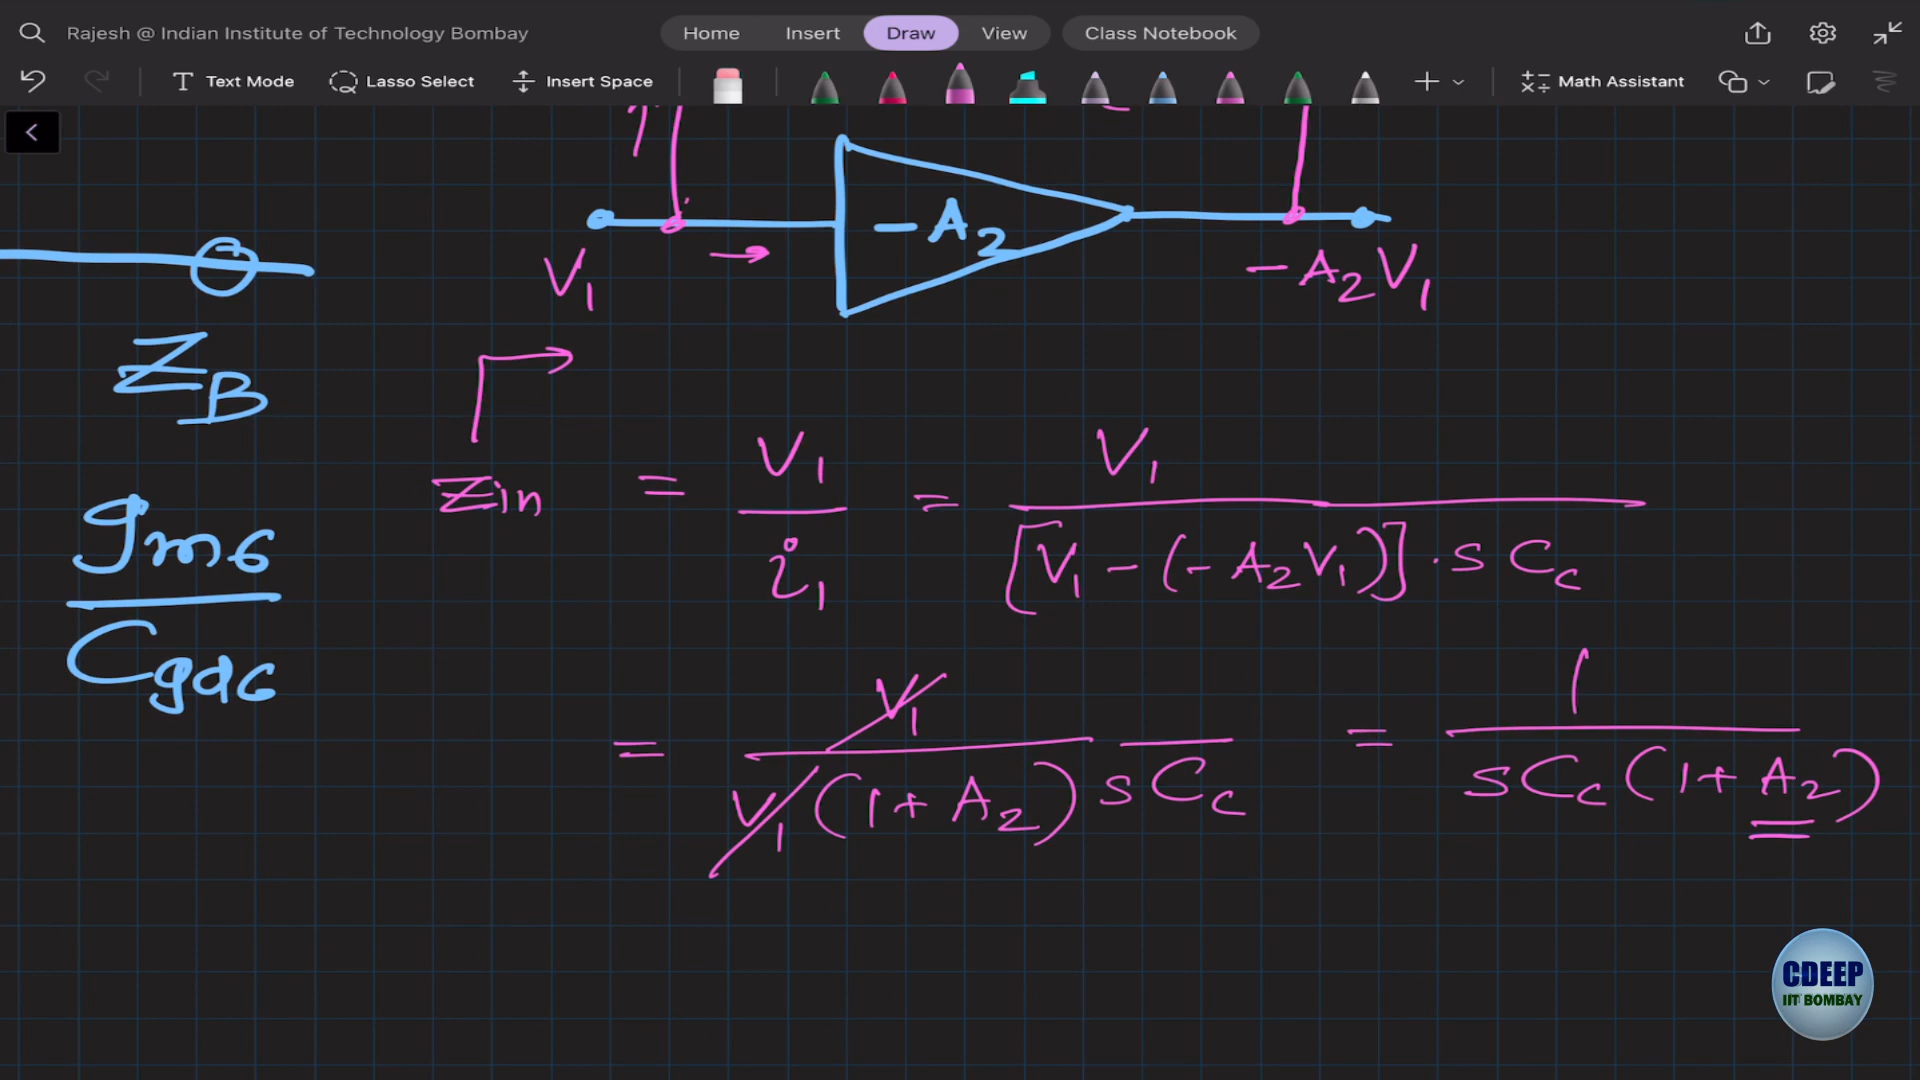 Rajesh @ Indian Institute of Technology Bombay
Home Insert Draw View Class Notebook
Text Mode Lasso Select Insert Space Math Assistant
-A2
V1
-A2V1
ZB
Zin = V1 / i1 = V1 / [V1 - (-A2V1)] · sCc
gm6 / Cgd6
= V1 / V1(1+A2) sCc = 1 / sCc(1+A2)
CDEEP
IIT BOMBAY